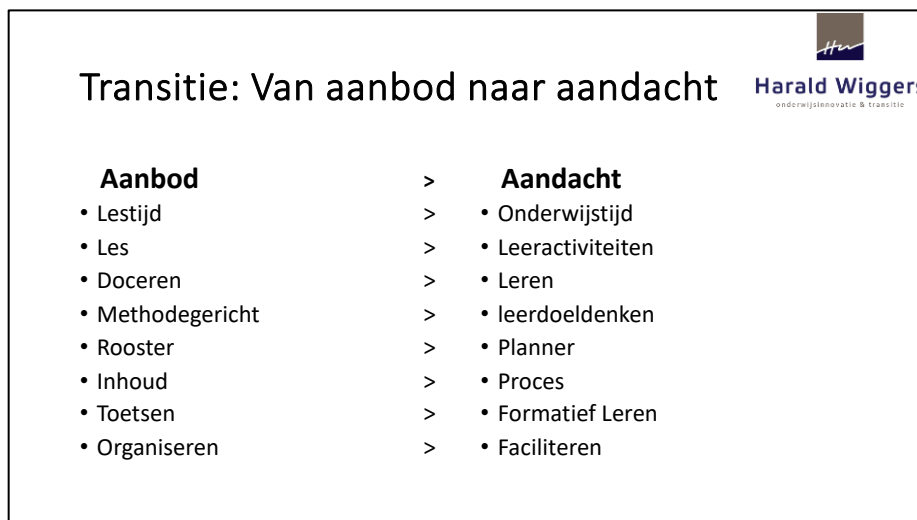 Hw
Harald Wiggers
onderwijsinnovatie & transitie
Transitie: Van aanbod naar aandacht
Aanbod > Aandacht
• Lestijd > • Onderwijstijd
• Les > • Leeractiviteiten
• Doceren > • Leren
• Methodegericht > • leerdoeldenken
• Rooster > • Planner
• Inhoud > • Proces
• Toetsen > • Formatief Leren
• Organiseren > • Faciliteren